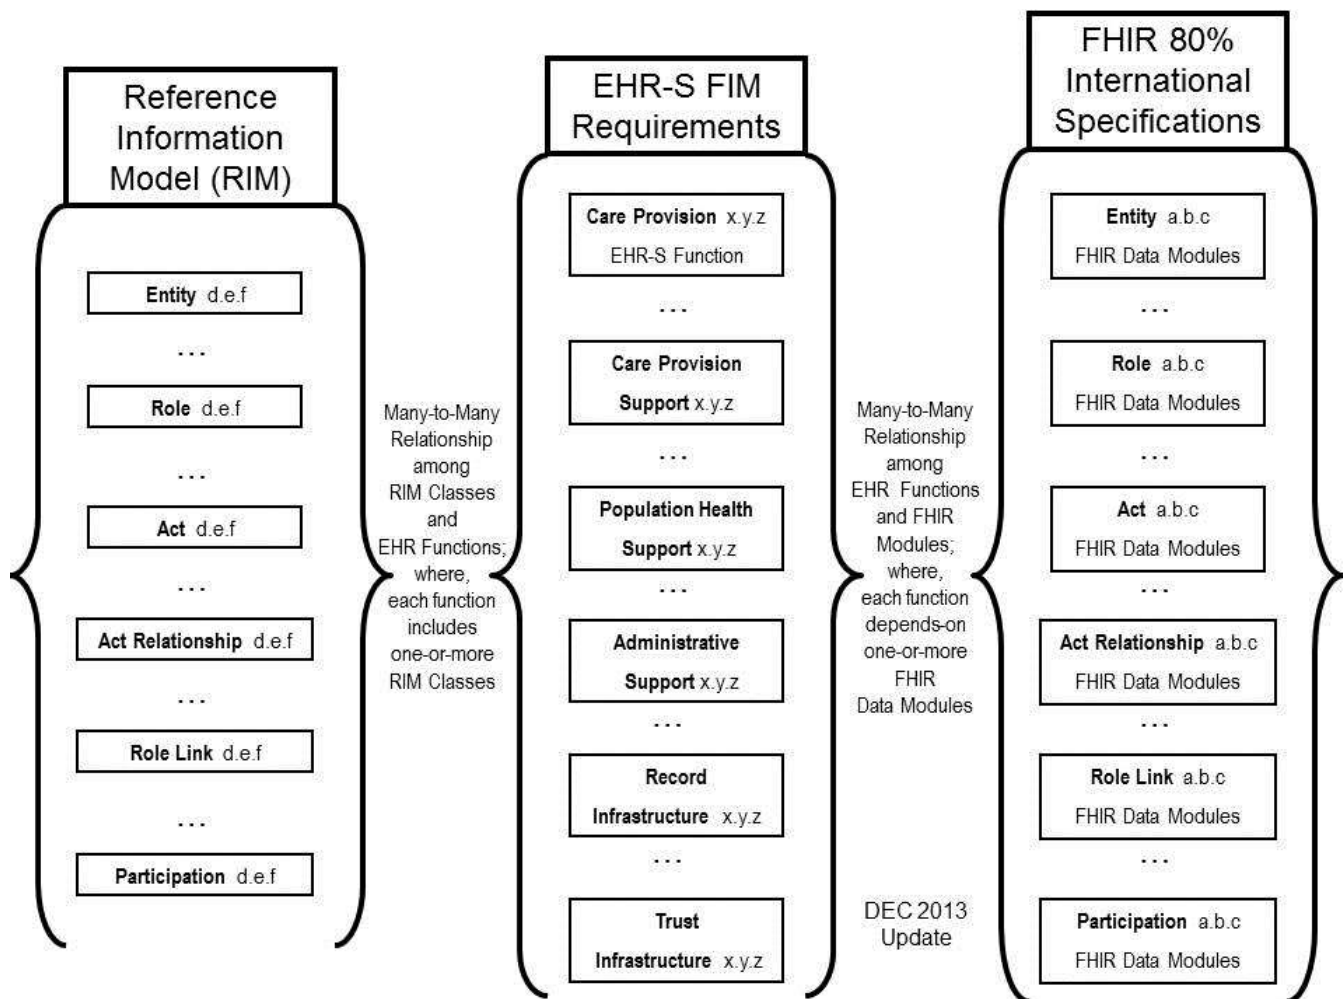 Reference
Information
Model (RIM)
Entity d.e.f
...
Role d.e.f
...
Act d.e.f
...
Act Relationship d.e.f
...
Role Link d.e.f
...
Participation d.e.f
Many-to-Many
Relationship
among
RIM Classes
and
EHR Functions;
where,
each function
includes
one-or-more
RIM Classes
EHR-S FIM
Requirements
Care Provision x.y.z
EHR-S Function
...
Care Provision
Support x.y.z
...
Population Health
Support x.y.z
...
Administrative
Support x.y.z
...
Record
Infrastructure x.y.z
...
Trust
Infrastructure x.y.z
Many-to-Many
Relationship
among
EHR Functions
and FHIR
Modules;
where,
each function
depends-on
one-or-more
FHIR
Data Modules
DEC 2013
Update
FHIR 80%
International
Specifications
Entity a.b.c
FHIR Data Modules
...
Role a.b.c
FHIR Data Modules
...
Act a.b.c
FHIR Data Modules
...
Act Relationship a.b.c
FHIR Data Modules
...
Role Link a.b.c
FHIR Data Modules
...
Participation a.b.c
FHIR Data Modules